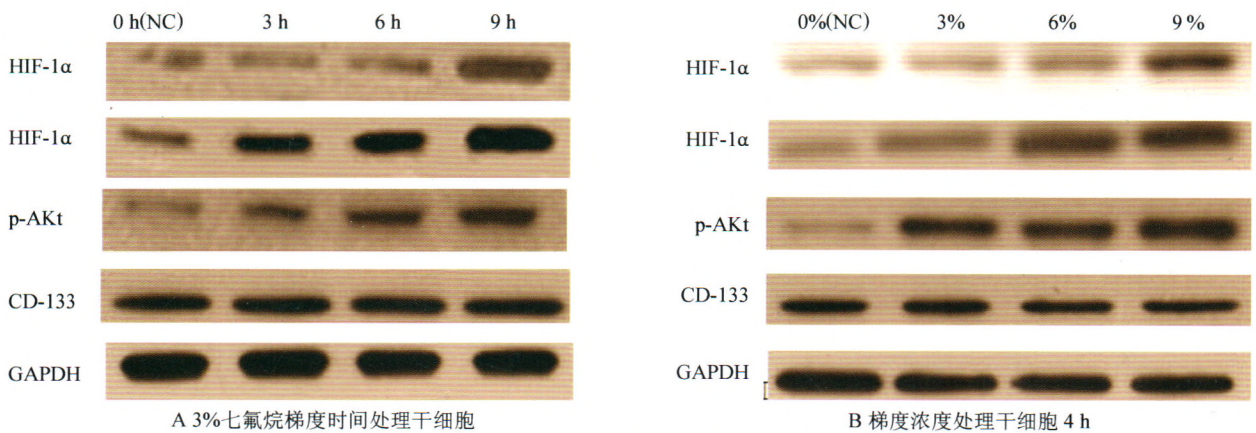 0 h(NC) 3 h 6 h 9 h
HIF-1α
HIF-1α
p-AKt
CD-133
GAPDH
A 3%七氟烷梯度时间处理干细胞
0%(NC) 3% 6% 9%
HIF-1α
HIF-1α
p-AKt
CD-133
GAPDH
B 梯度浓度处理干细胞 4 h